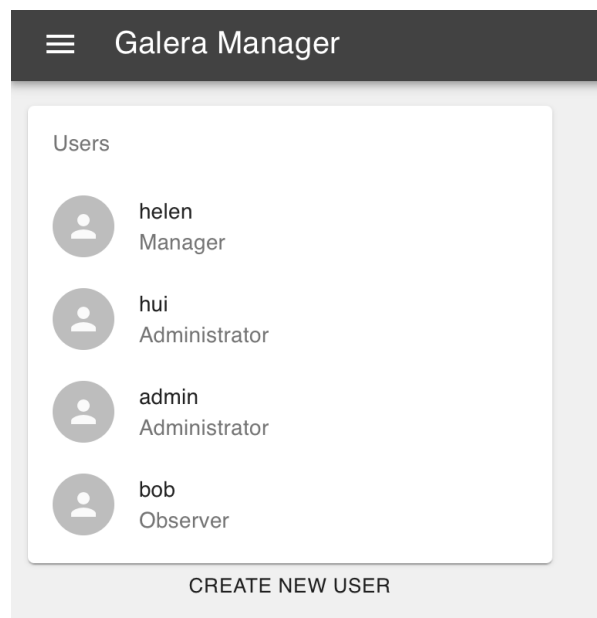 Galera Manager
Users
helen
Manager
hui
Administrator
admin
Administrator
bob
Observer
CREATE NEW USER